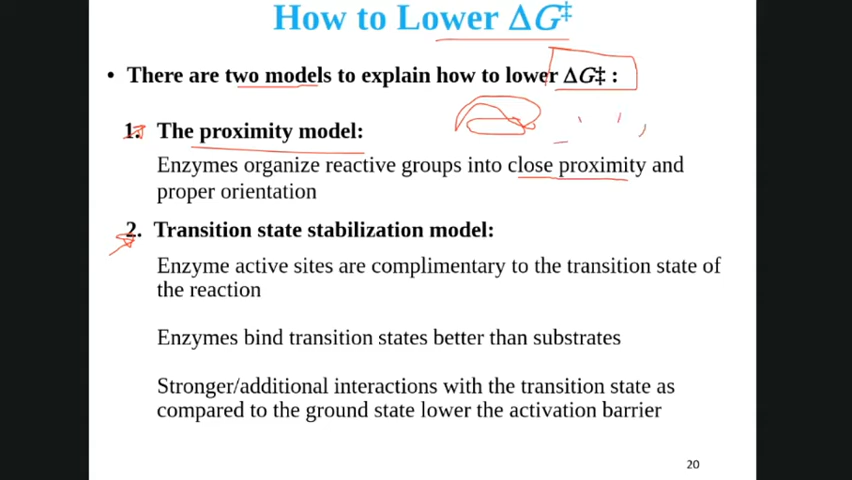 How to Lower ΔG‡
• There are two models to explain how to lower ΔG‡ :
1. The proximity model:
Enzymes organize reactive groups into close proximity and
proper orientation
2. Transition state stabilization model:
Enzyme active sites are complimentary to the transition state of
the reaction
Enzymes bind transition states better than substrates
Stronger/additional interactions with the transition state as
compared to the ground state lower the activation barrier
20